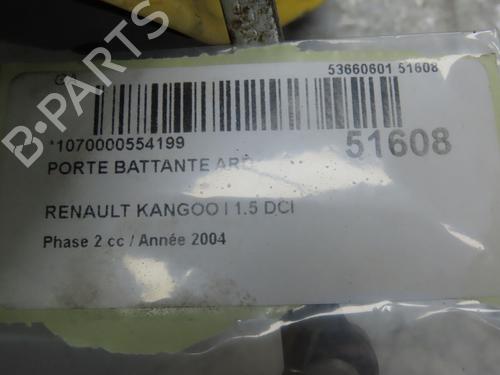 53660601 51608
*1070000554199
51608
PORTE BATTANTE
RENAULT KANGOO I 1.5 DCI
Phase 2 cc / Année 2004
B-PARTS